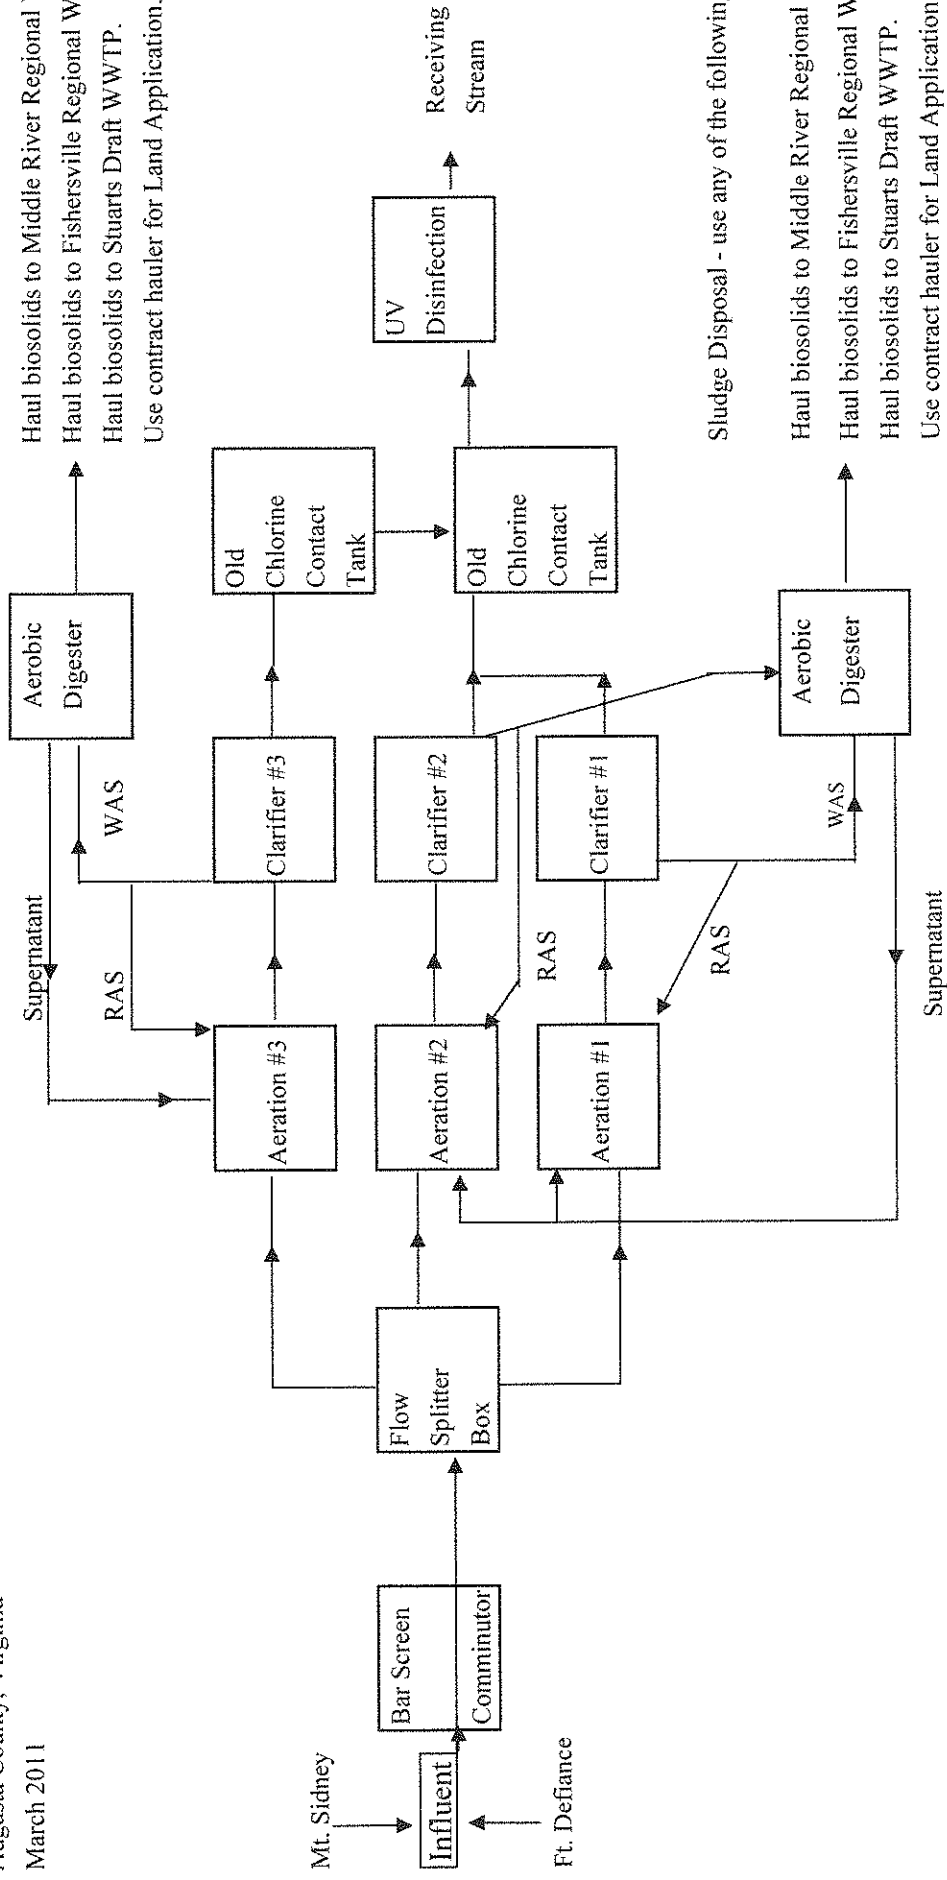 Augusta County, Virginia
March 2011
Mt. Sidney
Influent
Ft. Defiance
Bar Screen
Comminutor
Flow
Splitter
Box
Supernatant
RAS
WAS
Aeration #3
Clarifier #3
Aeration #2
Clarifier #2
RAS
Aeration #1
Clarifier #1
RAS
WAS
Supernatant
Aerobic
Digester
Old
Chlorine
Contact
Tank
Old
Chlorine
Contact
Tank
Aerobic
Digester
UV
Disinfection
Receiving
Stream
Haul biosolids to Middle River Regional
Haul biosolids to Fishersville Regional
Haul biosolids to Stuarts Draft WWTP.
Use contract hauler for Land Application.
Sludge Disposal - use any of the following
Haul biosolids to Middle River Regional
Haul biosolids to Fishersville Regional
Haul biosolids to Stuarts Draft WWTP.
Use contract hauler for Land Application